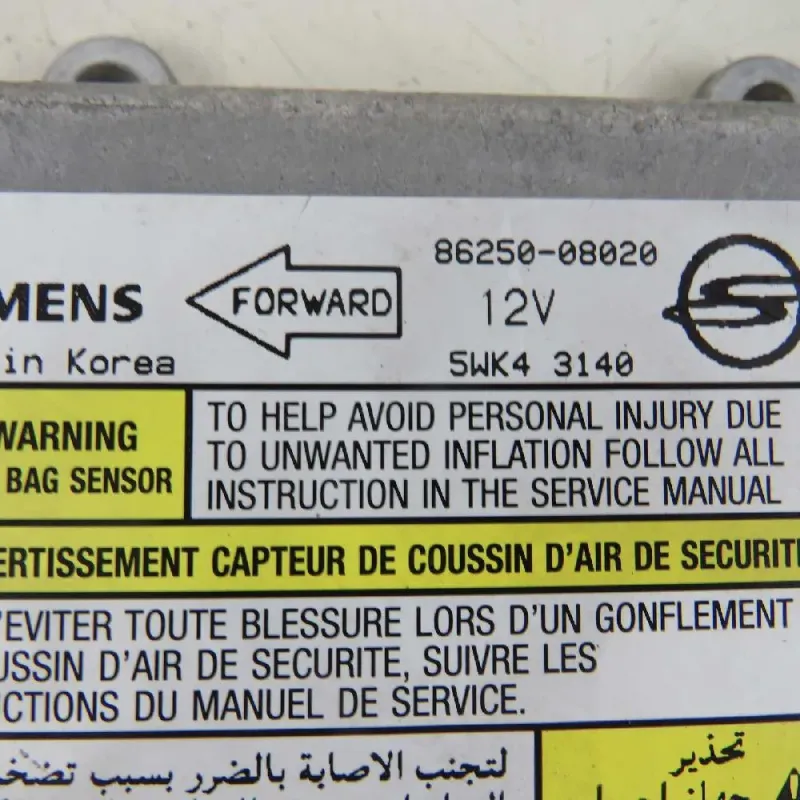 86250-08020
MENS
FORWARD
12V
in Korea
5WK4 3140
WARNING
BAG SENSOR
TO HELP AVOID PERSONAL INJURY DUE
TO UNWANTED INFLATION FOLLOW ALL
INSTRUCTION IN THE SERVICE MANUAL
ERTISSEMENT CAPTEUR DE COUSSIN D'AIR DE SECURITE
'EVITER TOUTE BLESSURE LORS D'UN GONFLEMENT
USSIN D'AIR DE SECURITE, SUIVRE LES
CTIONS DU MANUEL DE SERVICE.
لتجنب الاصابة بالضرر بسبب تضخ
تحذير